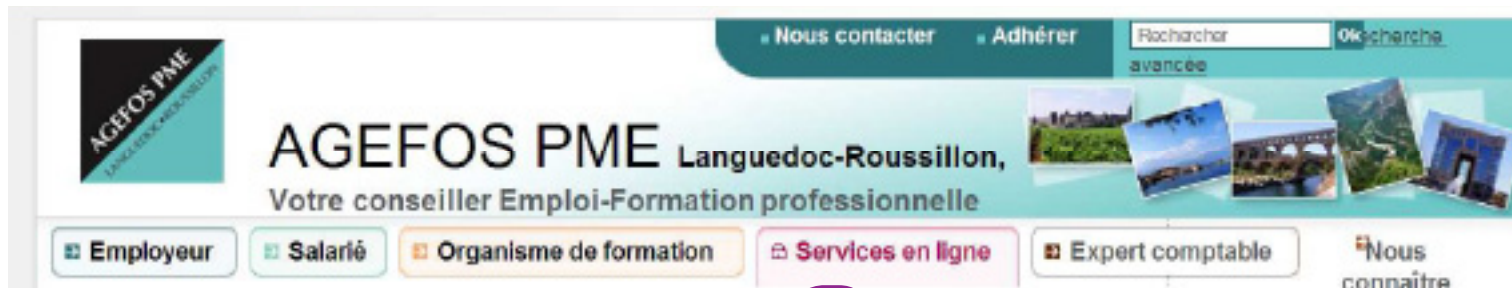 Nous contacter Adhérer Rechercher Ok echerche
avancée
AGEFOS PME
LANGUEDOC•ROUSSILLON
AGEFOS PME Languedoc-Roussillon,
Votre conseiller Emploi-Formation professionnelle
Employeur Salarié Organisme de formation Services en ligne Expert comptable Nous
connaître